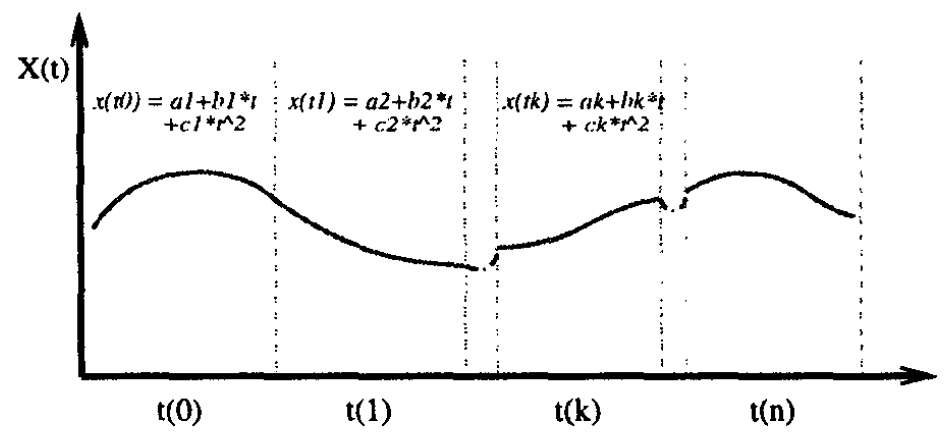 X(t)
x(t0) = a1+b1*t
+c1*t^2
x(t1) = a2+b2*t
+ c2*t^2
x(tk) = ak+bk*t
+ ck*t^2
t(0)
t(1)
t(k)
t(n)